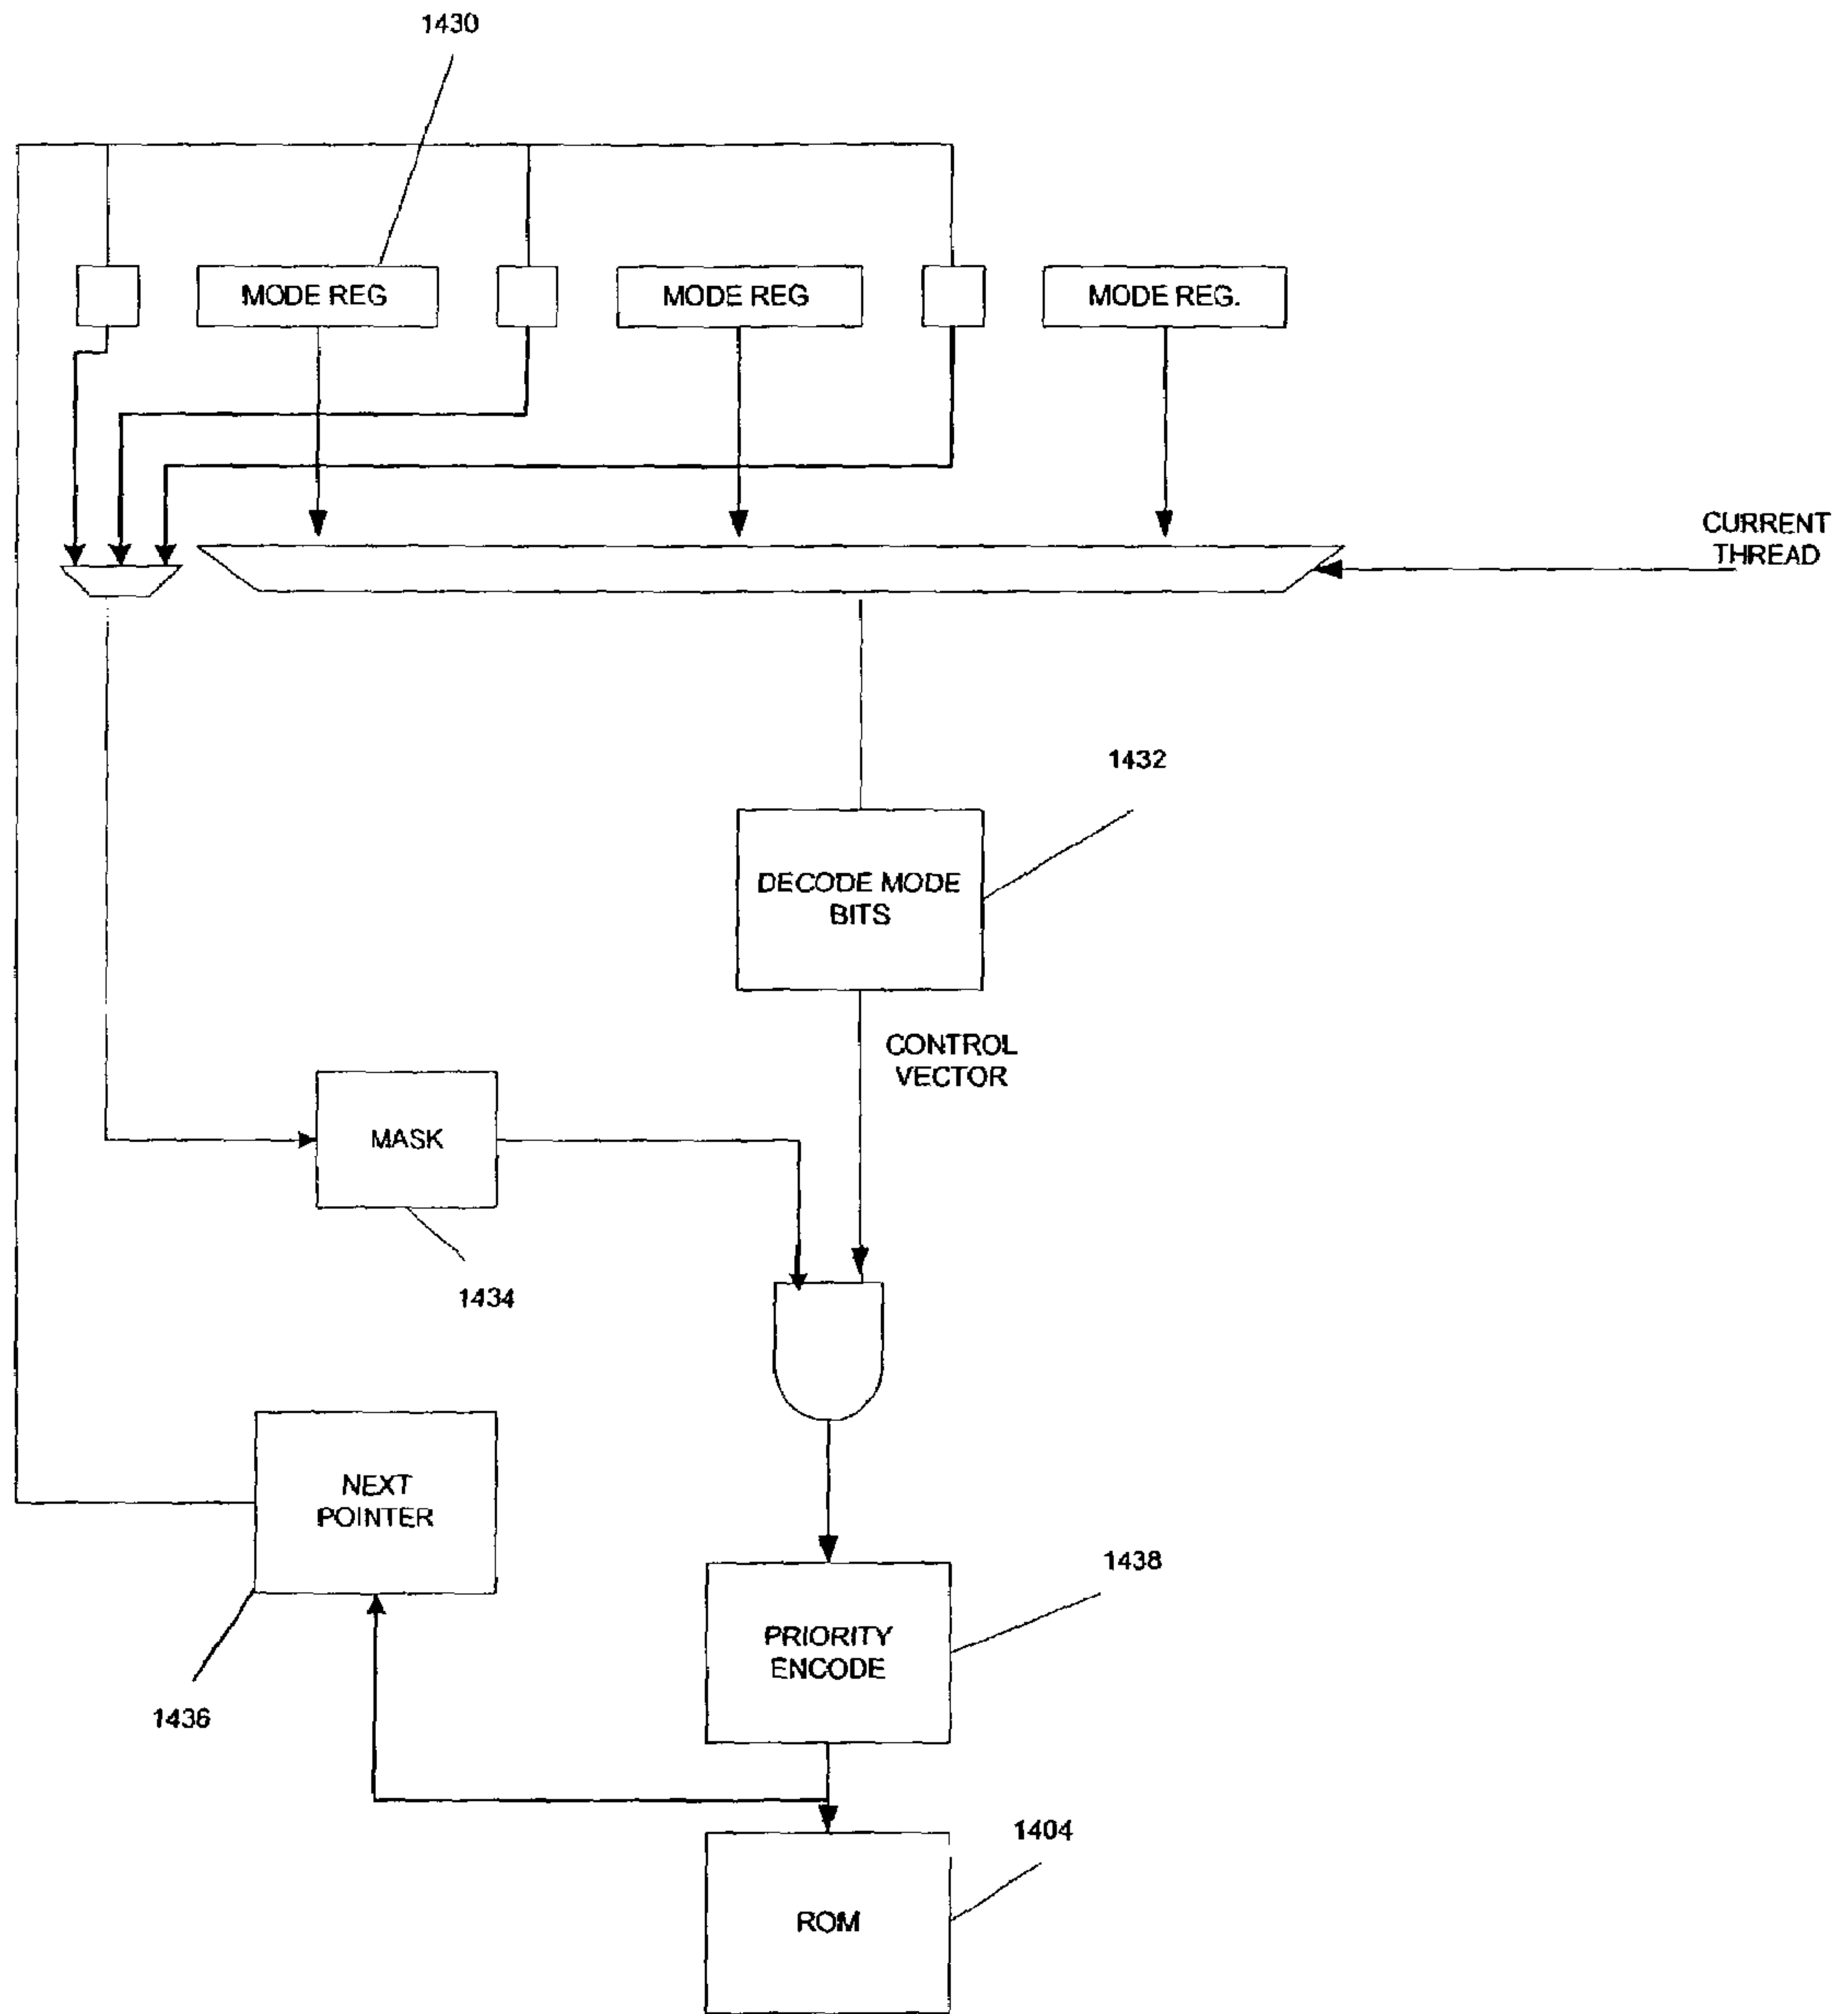 1430
MODE REG
MODE REG
MODE REG.
CURRENT
THREAD
1432
DECODE MODE
BITS
CONTROL
VECTOR
MASK
1434
NEXT
POINTER
1438
PRIORITY
ENCODE
1436
1404
ROM